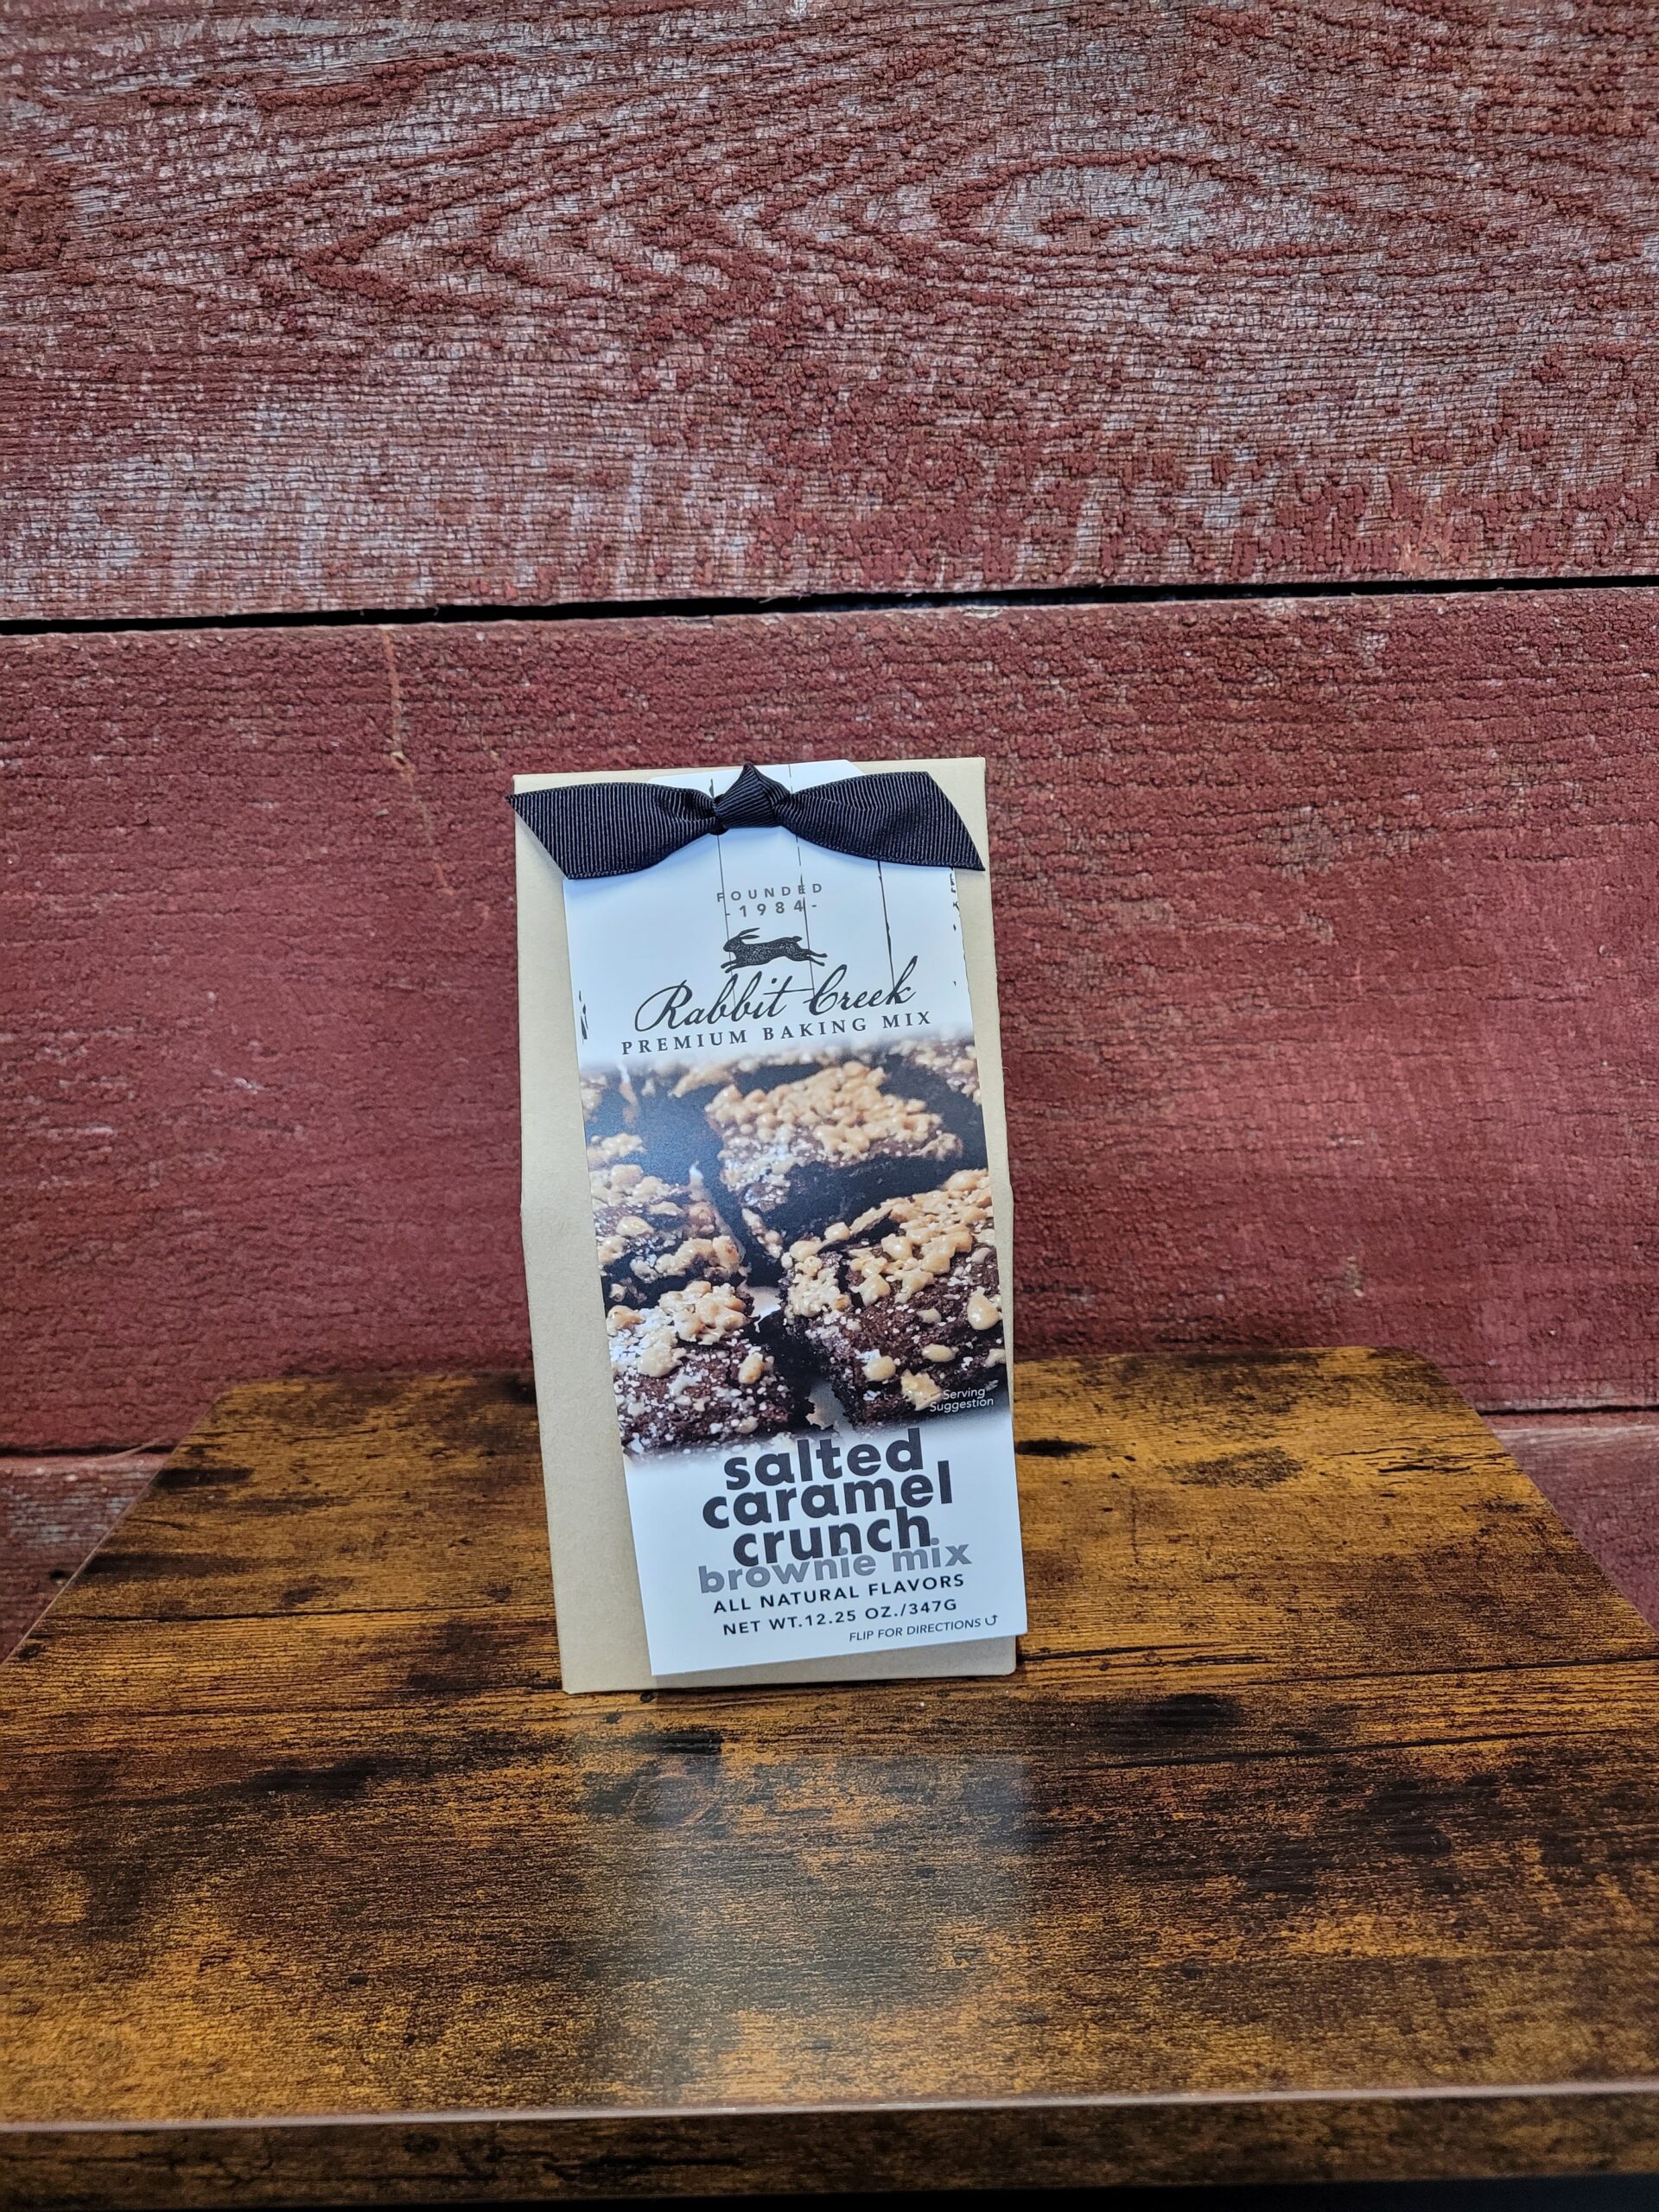 FOUNDED
-1984-
Rabbit Creek
PREMIUM BAKING MIX
Serving
Suggestion
salted
caramel
crunch
brownie mix
ALL NATURAL FLAVORS
NET WT.12.25 OZ./347G
FLIP FOR DIRECTIONS